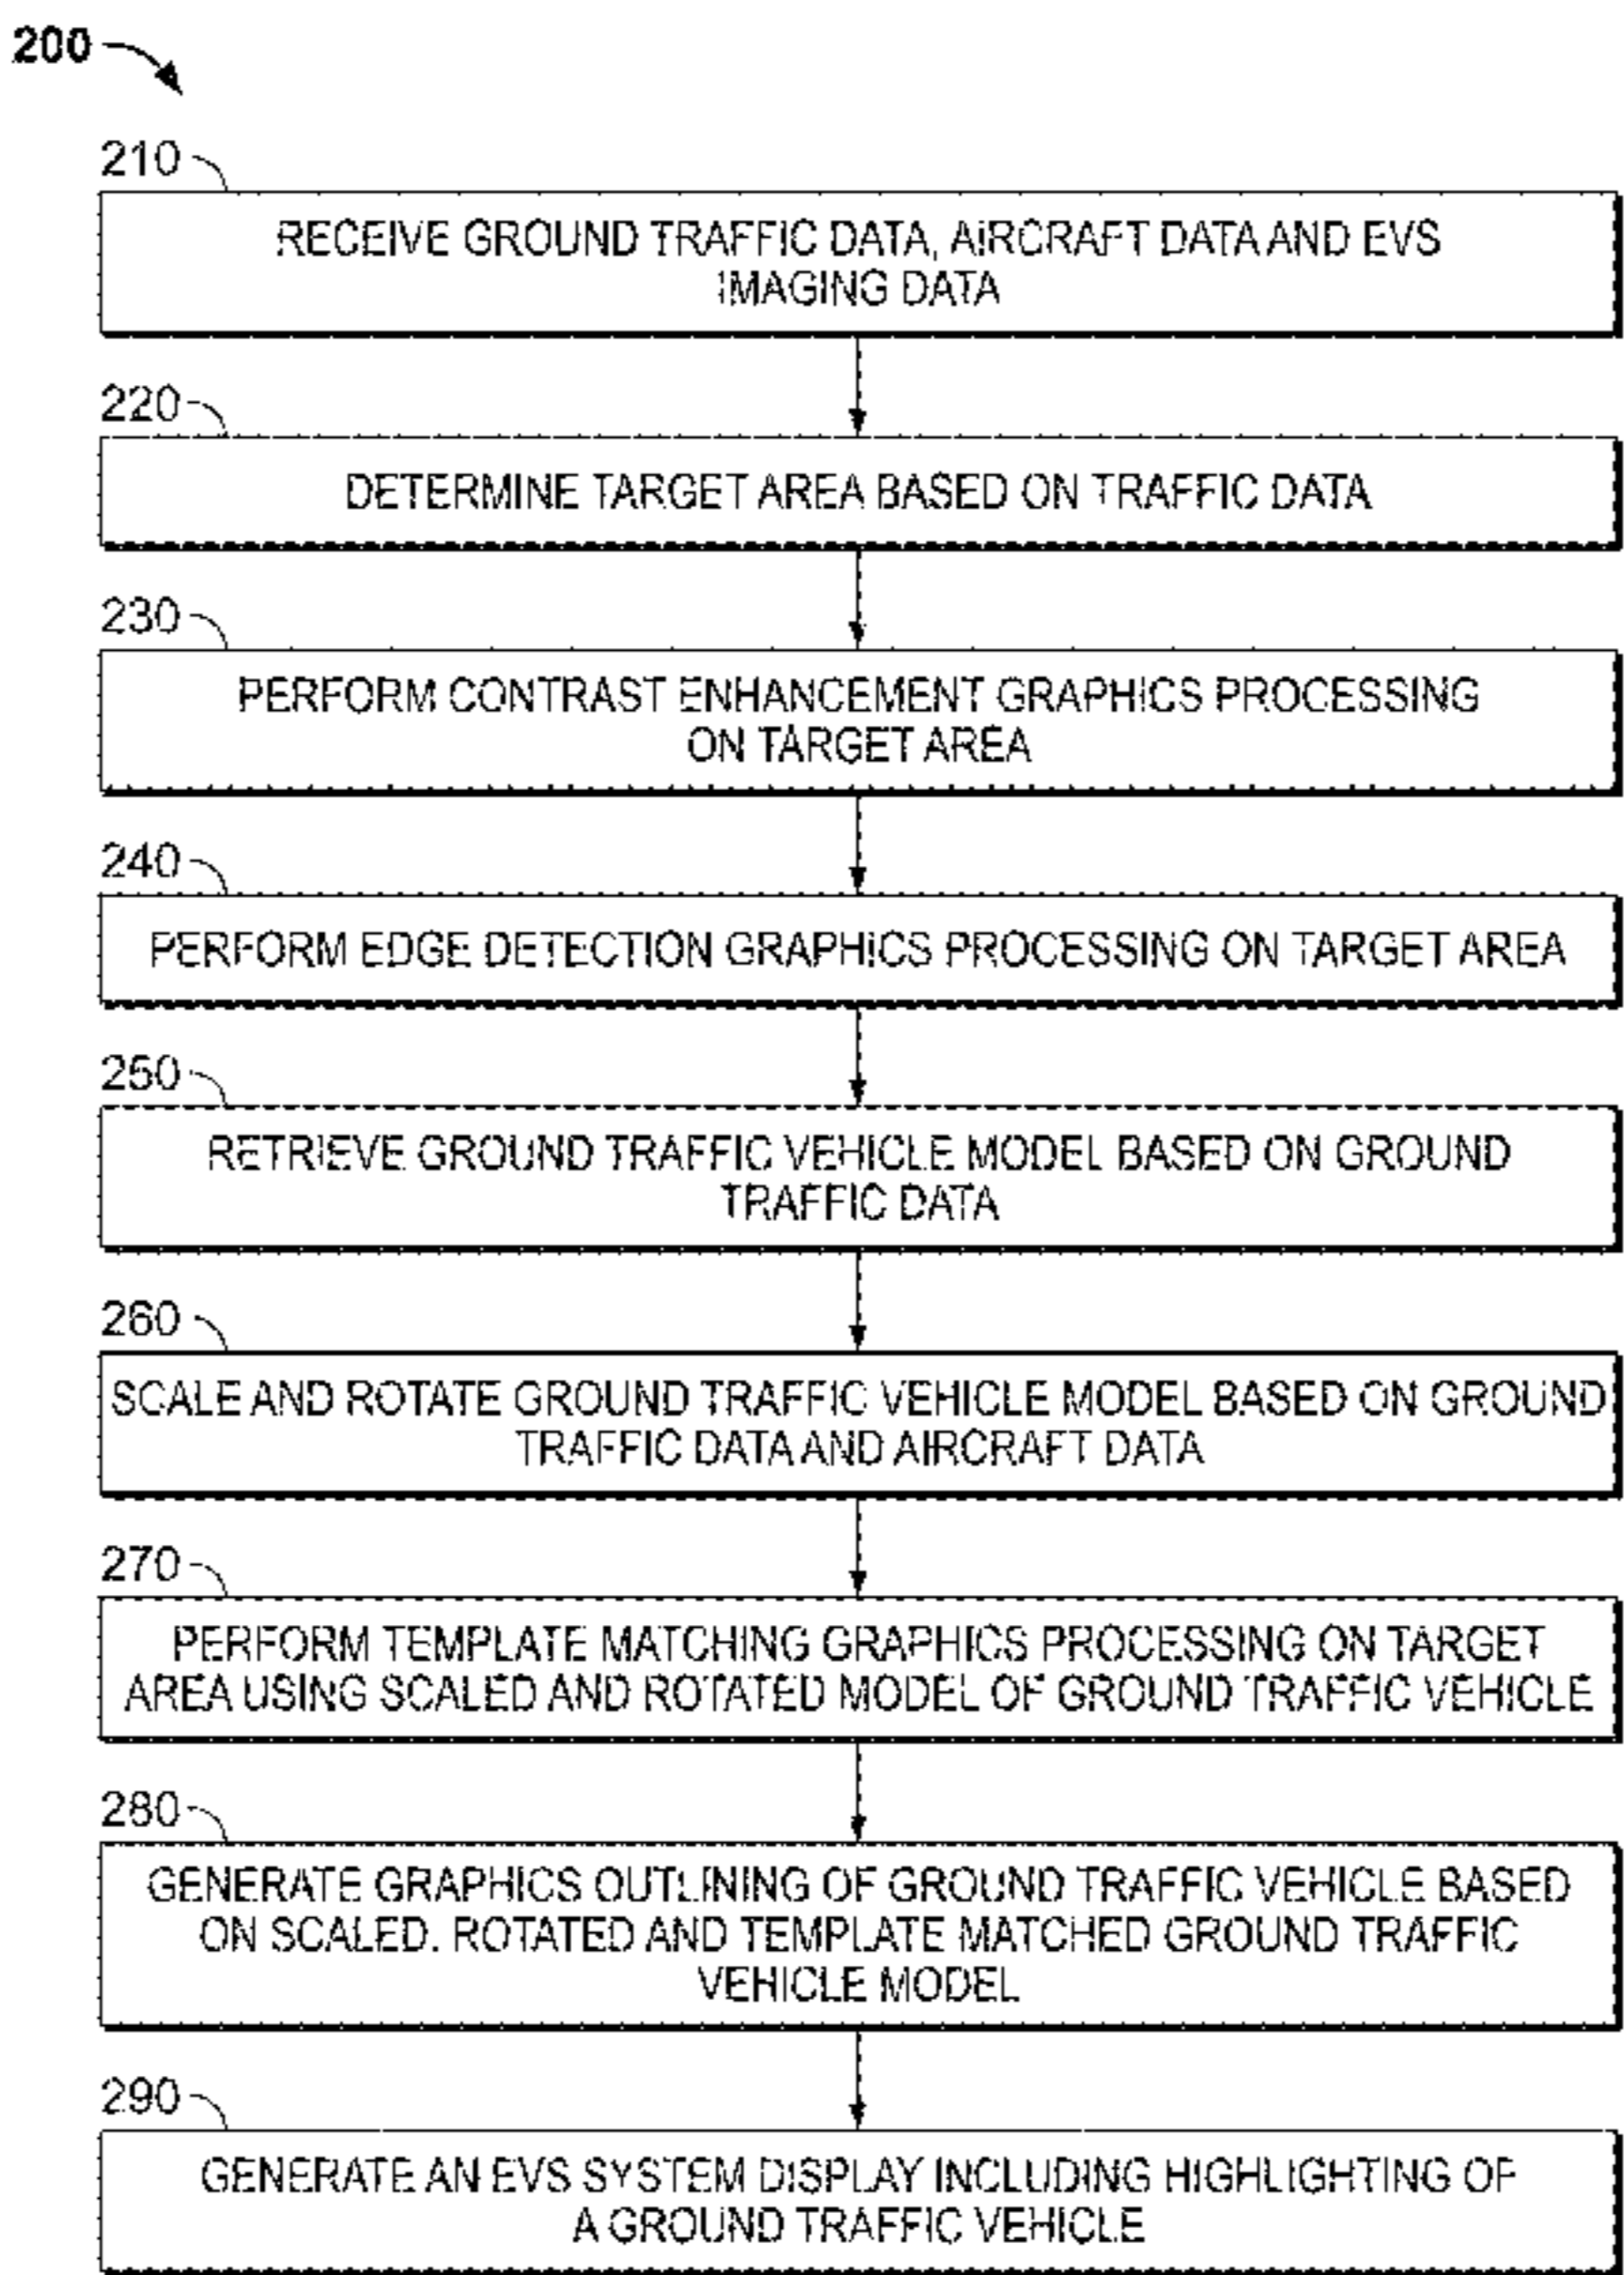 200
210
RECEIVE GROUND TRAFFIC DATA, AIRCRAFT DATA AND EVS
IMAGING DATA
220
DETERMINE TARGET AREA BASED ON TRAFFIC DATA
230
PERFORM CONTRAST ENHANCEMENT GRAPHICS PROCESSING
ON TARGET AREA
240
PERFORM EDGE DETECTION GRAPHICS PROCESSING ON TARGET AREA
250
RETRIEVE GROUND TRAFFIC VEHICLE MODEL BASED ON GROUND
TRAFFIC DATA
260
SCALE AND ROTATE GROUND TRAFFIC VEHICLE MODEL BASED ON GROUND
TRAFFIC DATA AND AIRCRAFT DATA
270
PERFORM TEMPLATE MATCHING GRAPHICS PROCESSING ON TARGET
AREA USING SCALED AND ROTATED MODEL OF GROUND TRAFFIC VEHICLE
280
GENERATE GRAPHICS OUTLINING OF GROUND TRAFFIC VEHICLE BASED
ON SCALED, ROTATED AND TEMPLATE MATCHED GROUND TRAFFIC
VEHICLE MODEL
290
GENERATE AN EVS SYSTEM DISPLAY INCLUDING HIGHLIGHTING OF
A GROUND TRAFFIC VEHICLE